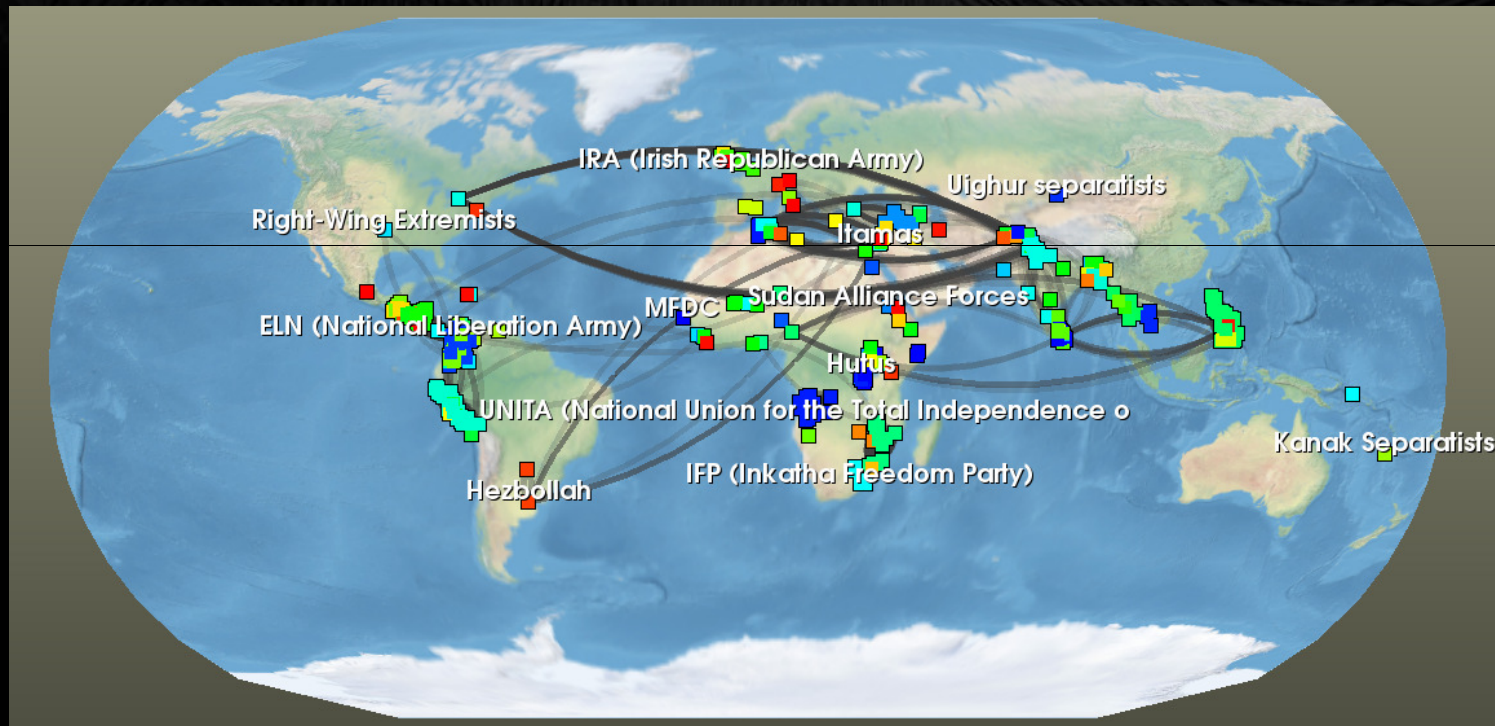 IRA (Irish Republican Army)
Uighur separatists
Right-Wing Extremists
Itamas
Sudan Alliance Forces
MFDC
ELN (National Liberation Army)
Hutus
UNITA (National Union for the Total Independence o
Kanak Separatists
IFP (Inkatha Freedom Party)
Hezbollah